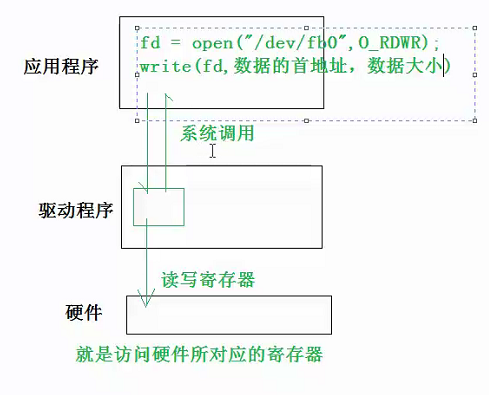 fd = open("/dev/fb0",O_RDWR);
应用程序
write(fd,数据的首地址，数据大小)
系统调用
驱动程序
读写寄存器
硬件
就是访问硬件所对应的寄存器